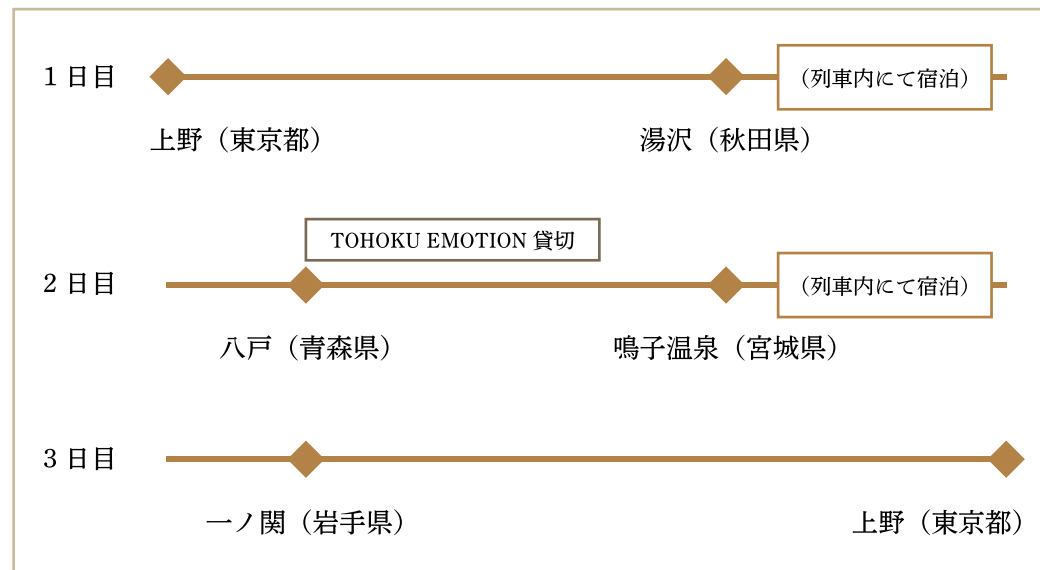 1日目
（列車内にて宿泊）
上野（東京都）
湯沢（秋田県）
TOHOKU EMOTION 貸切
2日目
（列車内にて宿泊）
八戸（青森県）
鳴子温泉（宮城県）
3日目
一ノ関（岩手県）
上野（東京都）